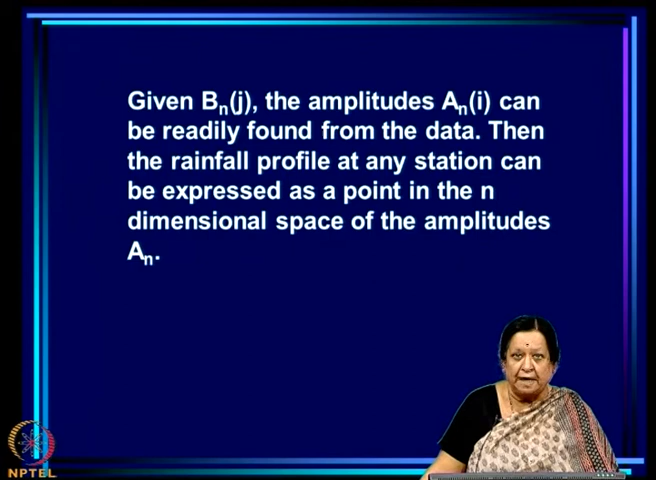 Given Bn(j), the amplitudes An(i) can
be readily found from the data. Then
the rainfall profile at any station can
be expressed as a point in the n
dimensional space of the amplitudes
An.
NPTEL